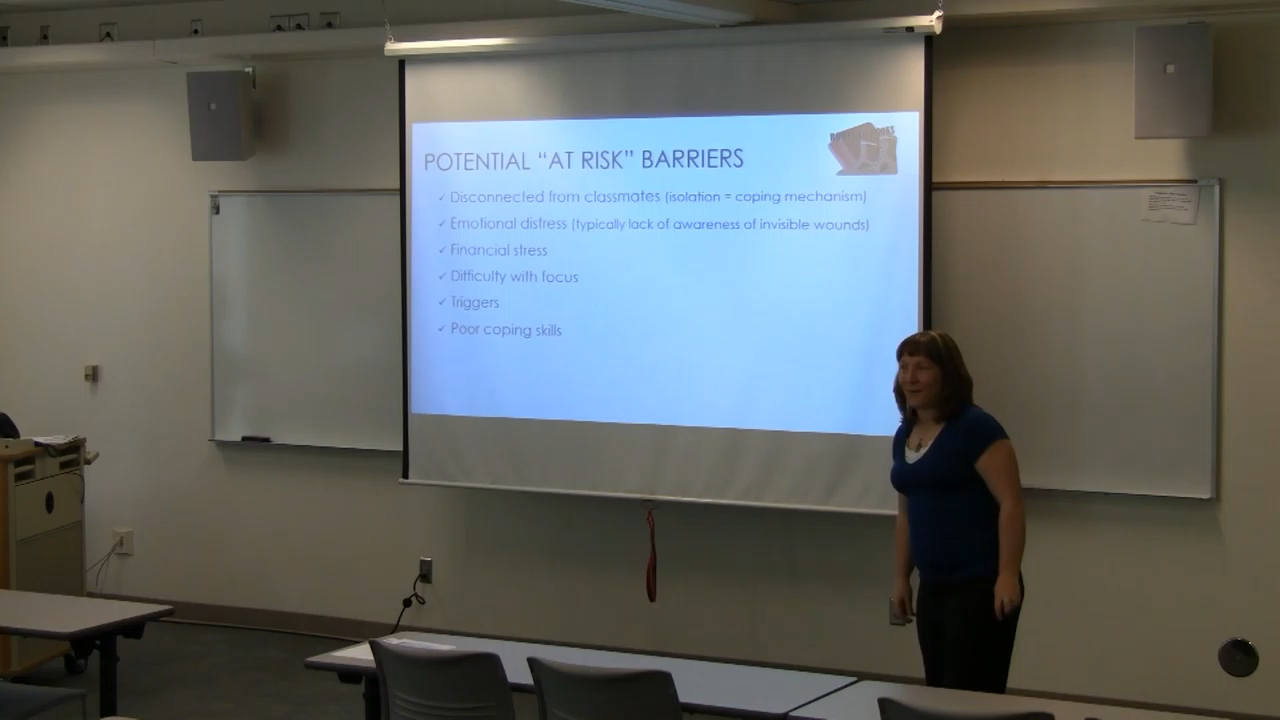 POTENTIAL “AT RISK” BARRIERS
✓ Disconnected from classmates (isolation = coping mechanism)
✓ Emotional distress (typically lack of awareness of invisible wounds)
✓ Financial stress
✓ Difficulty with focus
✓ Triggers
✓ Poor coping skills